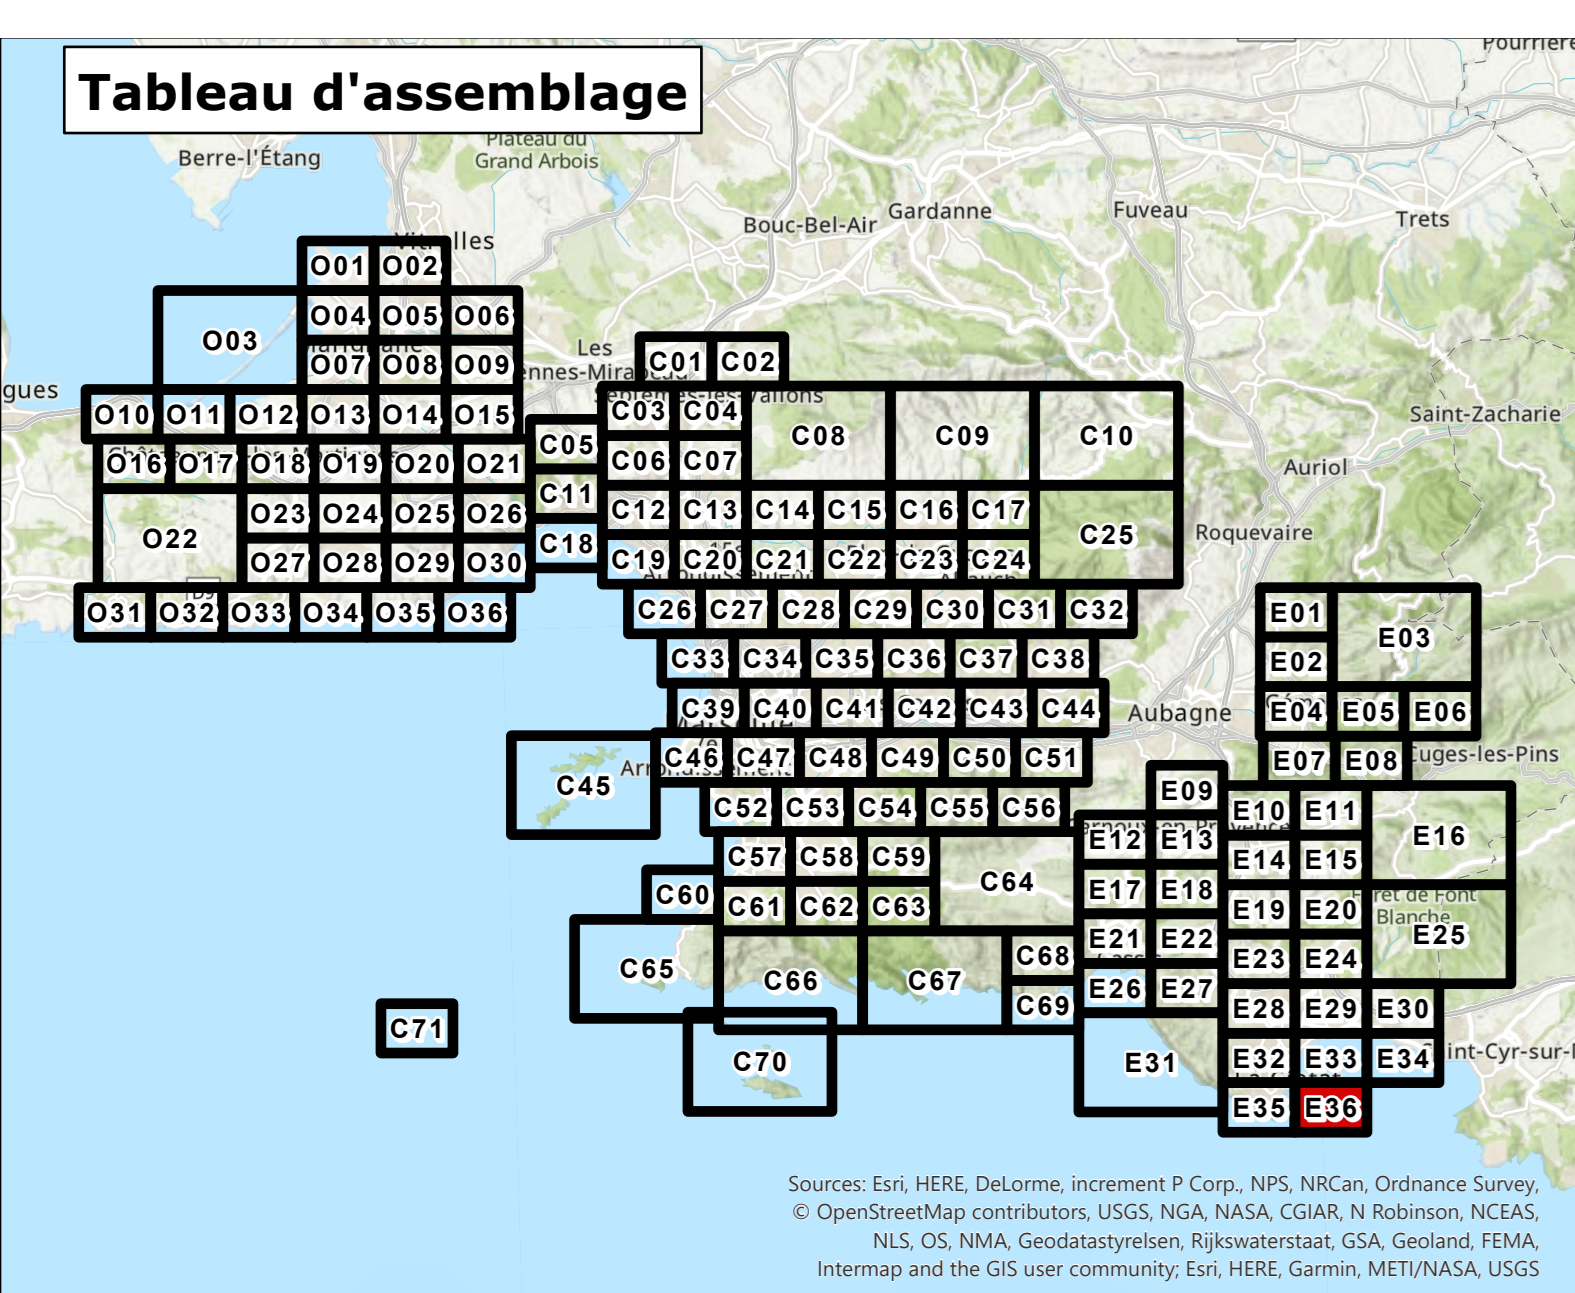 Pourrière
Tableau d'assemblage
Plateau du
Grand Arbois
Berre-l'Étang
Bouc-Bel-Air
Gardanne
Fuveau
Trets
O01 O02
O03
O04 O05 O06
O07 O08 O09
Les
C01 C02
gues
O10 O11 O12 O13 O14 O15
C03 C04
Saint-Zacharie
C05
C08
C09
C10
O16 O17 O18 O19 O20 O21
C06 C07
Auriol
C11
O22
O23 O24 O25 O26
C12 C13 C14 C15 C16 C17
C18
C25
Roquevaire
O27 O28 O29 O30
C19 C20 C21 C22 C23 C24
O31 O32 O33 O34 O35 O36
C26 C27 C28 C29 C30 C31 C32
E01
E03
C33 C34 C35 C36 C37 C38
E02
C39 C40 C41 C42 C43 C44
Aubagne
E04 E05 E06
C45
C46 C47 C48 C49 C50 C51
E07 E08
Cuges-les-Pins
E09
C52 C53 C54 C55 C56
E10 E11
E12 E13
E16
C57 C58 C59
E14 E15
C60
C64
E17 E18
C61 C62 C63
E19 E20
Forêt de Font
Blanche
E25
E21 E22
C65
C66
C67
C68
E23 E24
C69
E26 E27
C71
E28 E29 E30
C70
E31
E32 E33 E34
int-Cyr-sur-
E35 E36
Sources: Esri, HERE, DeLorme, increment P Corp., NPS, NRCan, Ordnance Survey,
© OpenStreetMap contributors, USGS, NGA, NASA, CGIAR, N Robinson, NCEAS,
NLS, OS, NMA, Geodatastyrelsen, Rijkswaterstaat, GSA, Geoland, FEMA,
Intermap and the GIS user community; Esri, HERE, Garmin, METI/NASA, USGS